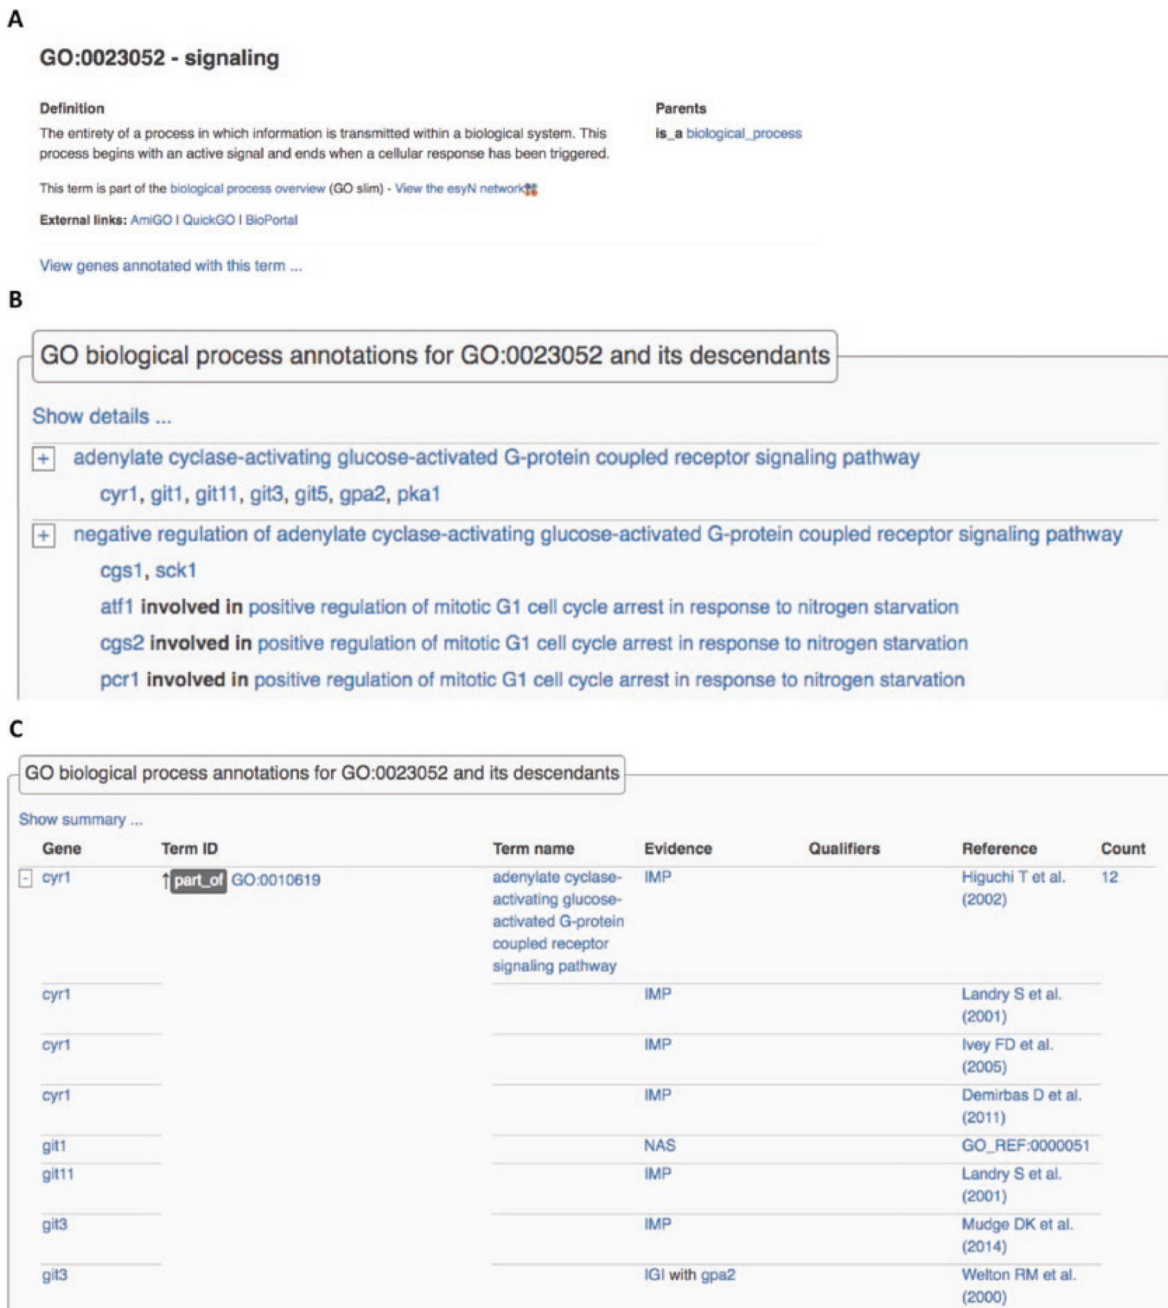 A
GO:0023052 - signaling
Definition
The entirety of a process in which information is transmitted within a biological system. This
process begins with an active signal and ends when a cellular response has been triggered.
Parents
is_a biological_process
This term is part of the biological process overview (GO slim) - View the esyN network
External links: AmiGO | QuickGO | BioPortal
View genes annotated with this term ...
B
GO biological process annotations for GO:0023052 and its descendants
Show details ...
+ adenylate cyclase-activating glucose-activated G-protein coupled receptor signaling pathway
cyr1, git1, git11, git3, git5, gpa2, pka1
+ negative regulation of adenylate cyclase-activating glucose-activated G-protein coupled receptor signaling pathway
cgs1, sck1
atf1 involved in positive regulation of mitotic G1 cell cycle arrest in response to nitrogen starvation
cgs2 involved in positive regulation of mitotic G1 cell cycle arrest in response to nitrogen starvation
pcr1 involved in positive regulation of mitotic G1 cell cycle arrest in response to nitrogen starvation
C
GO biological process annotations for GO:0023052 and its descendants
Show summary ...
Gene Term ID Term name Evidence Qualifiers Reference Count
- cyr1 ↑part_of GO:0010619 adenylate cyclase- IMP Higuchi T et al. 12
activating glucose- (2002)
activated G-protein
coupled receptor
signaling pathway
cyr1 IMP Landry S et al.
(2001)
cyr1 IMP Ivey FD et al.
(2005)
cyr1 IMP Demirbas D et al.
(2011)
git1 NAS GO_REF:0000051
git11 IMP Landry S et al.
(2001)
git3 IMP Mudge DK et al.
(2014)
git3 IGI with gpa2 Welton RM et al.
(2000)